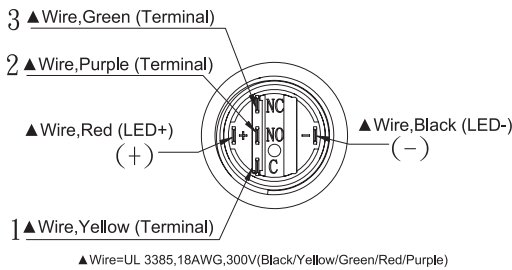 3 ▲Wire,Green (Terminal)
2 ▲Wire,Purple (Terminal)
▲Wire,Red (LED+)
(+)
NC
+ NO −
C
▲Wire,Black (LED-)
(−)
1 ▲Wire,Yellow (Terminal)
▲Wire=UL 3385,18AWG,300V(Black/Yellow/Green/Red/Purple)